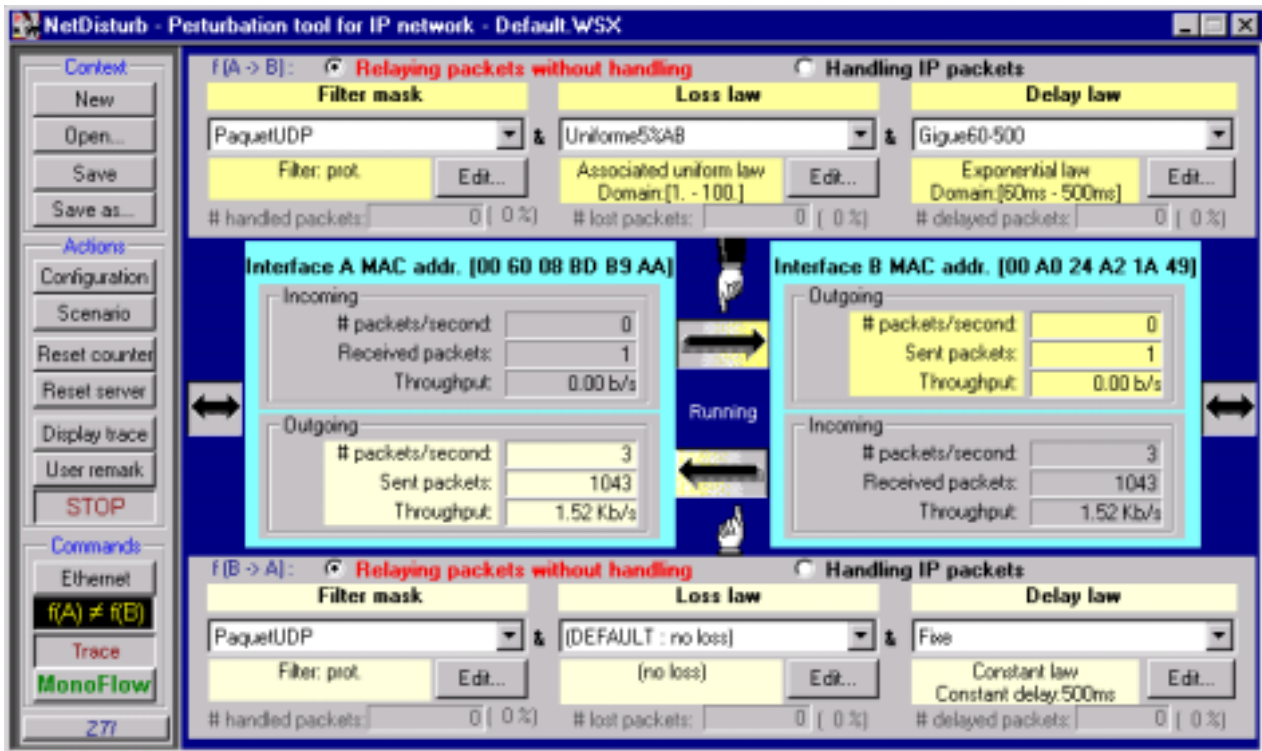 NetDisturb - Perturbation tool for IP network - Default.WSX
Context
New
Open...
Save
Save as...
Actions
Configuration
Scenario
Reset counter
Reset server
Display trace
User remark
STOP
Commands
Ethernet
f(A) ≠ f(B)
Trace
MonoFlow
ZTI
f (A -> B) : Relaying packets without handling Handling IP packets
Filter mask Loss law Delay law
PaquetUDP & Uniforme5%AB & Gigue60-500
Filter: prot. Edit... Associated uniform law Edit... Exponential law Edit...
Domain:[1. - 100.] Domain:[60ms - 500ms]
# handled packets: 0 ( 0 %) # lost packets: 0 ( 0 %) # delayed packets: 0 ( 0 %)
Interface A MAC addr. [00 60 08 BD B9 AA] Interface B MAC addr. [00 A0 24 A2 1A 49]
Incoming Outgoing
# packets/second: 0 # packets/second: 0
Received packets: 1 Sent packets: 1
Throughput: 0.00 b/s Throughput: 0.00 b/s
Running
Outgoing Incoming
# packets/second: 3 # packets/second: 3
Sent packets: 1043 Received packets: 1043
Throughput: 1.52 Kb/s Throughput: 1.52 Kb/s
f (B -> A) : Relaying packets without handling Handling IP packets
Filter mask Loss law Delay law
PaquetUDP & (DEFAULT : no loss) & Fixe
Filter: prot. Edit... (no loss) Edit... Constant law Edit...
Constant delay:500ms
# handled packets: 0 ( 0 %) # lost packets: 0 ( 0 %) # delayed packets: 0 ( 0 %)